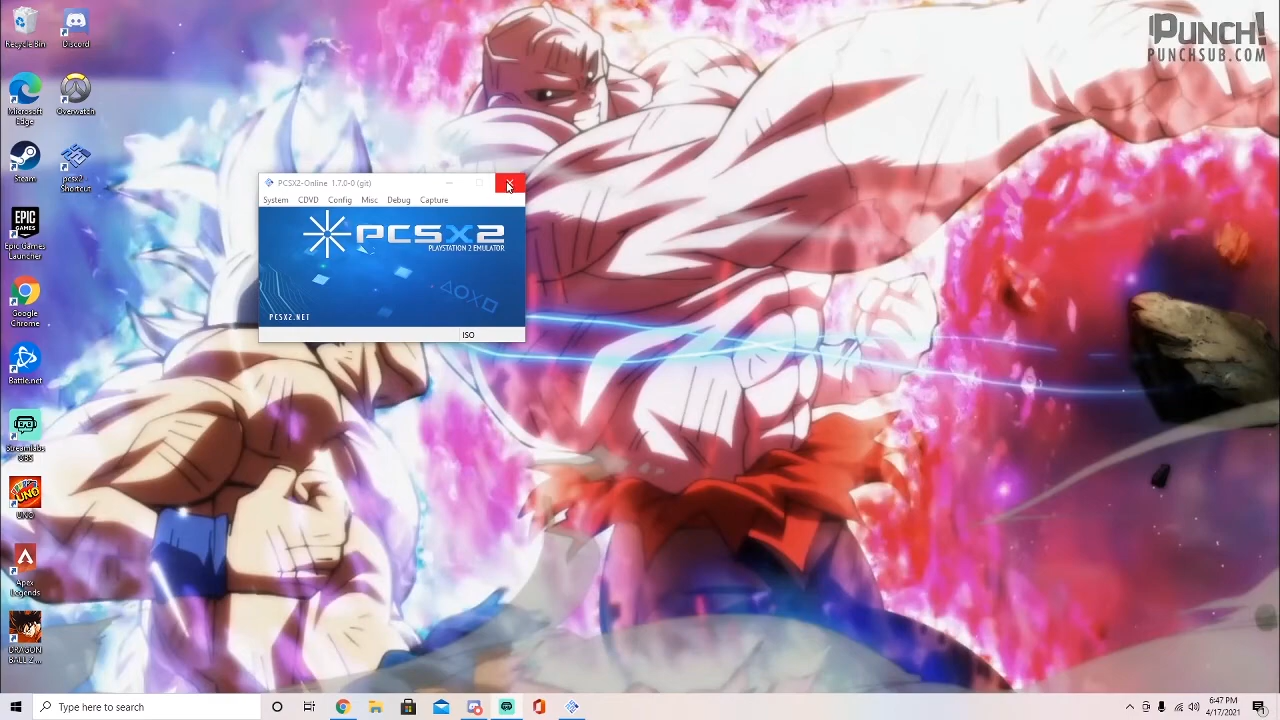 ¡PUNCH!
PUNCHSUB.COM
Recycle Bin
Discord
Microsoft
Edge
Overwatch
Steam
pcsx2 -
Shortcut
Epic Games
Launcher
Google
Chrome
Battle.net
Streamlabs
OBS
UNO
Apex
Legends
DRAGON
BALL Z ...
PCSX2-Online 1.7.0-0 (git)
System CDVD Config Misc Debug Capture
PCSX2
PLAYSTATION 2 EMULATOR
PCSX2.NET
ISO
Type here to search
6:47 PM
4/17/2021